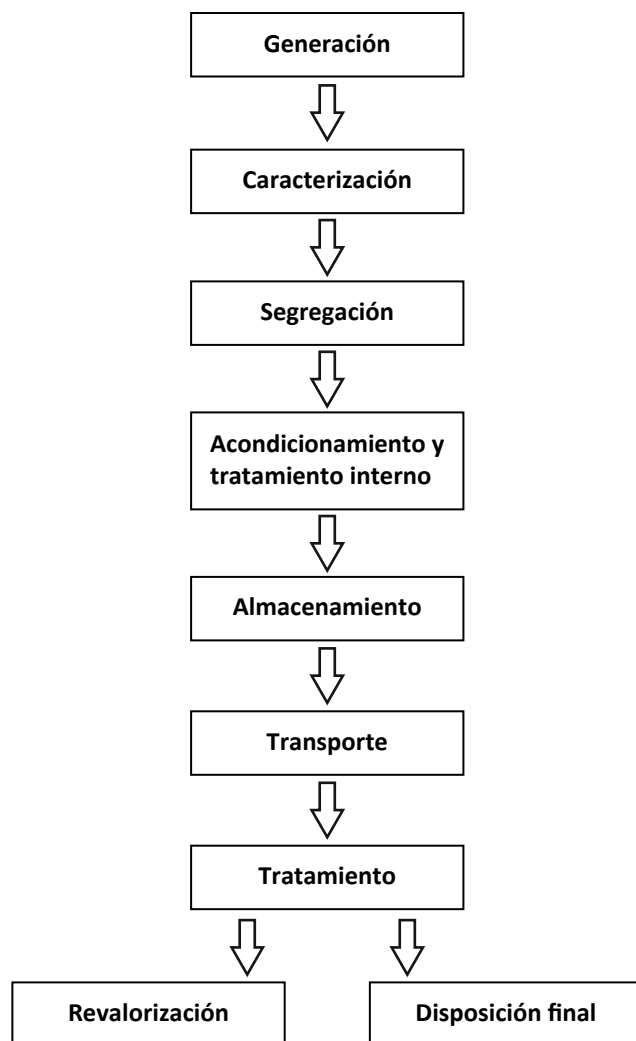 Generación
Caracterización
Segregación
Acondicionamiento y
tratamiento interno
Almacenamiento
Transporte
Tratamiento
Revalorización
Disposición final